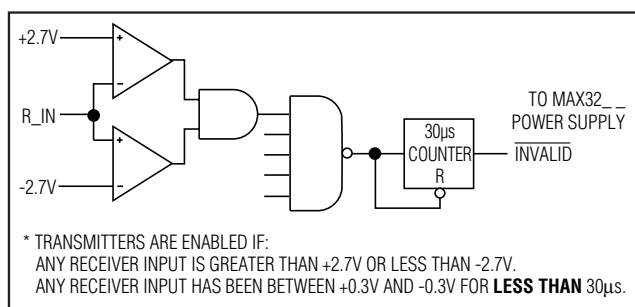 +2.7V
R_IN
-2.7V
30µs
COUNTER
R
TO MAX32_ _
POWER SUPPLY
INVALID
* TRANSMITTERS ARE ENABLED IF:
ANY RECEIVER INPUT IS GREATER THAN +2.7V OR LESS THAN -2.7V.
ANY RECEIVER INPUT HAS BEEN BETWEEN +0.3V AND -0.3V FOR LESS THAN 30µs.